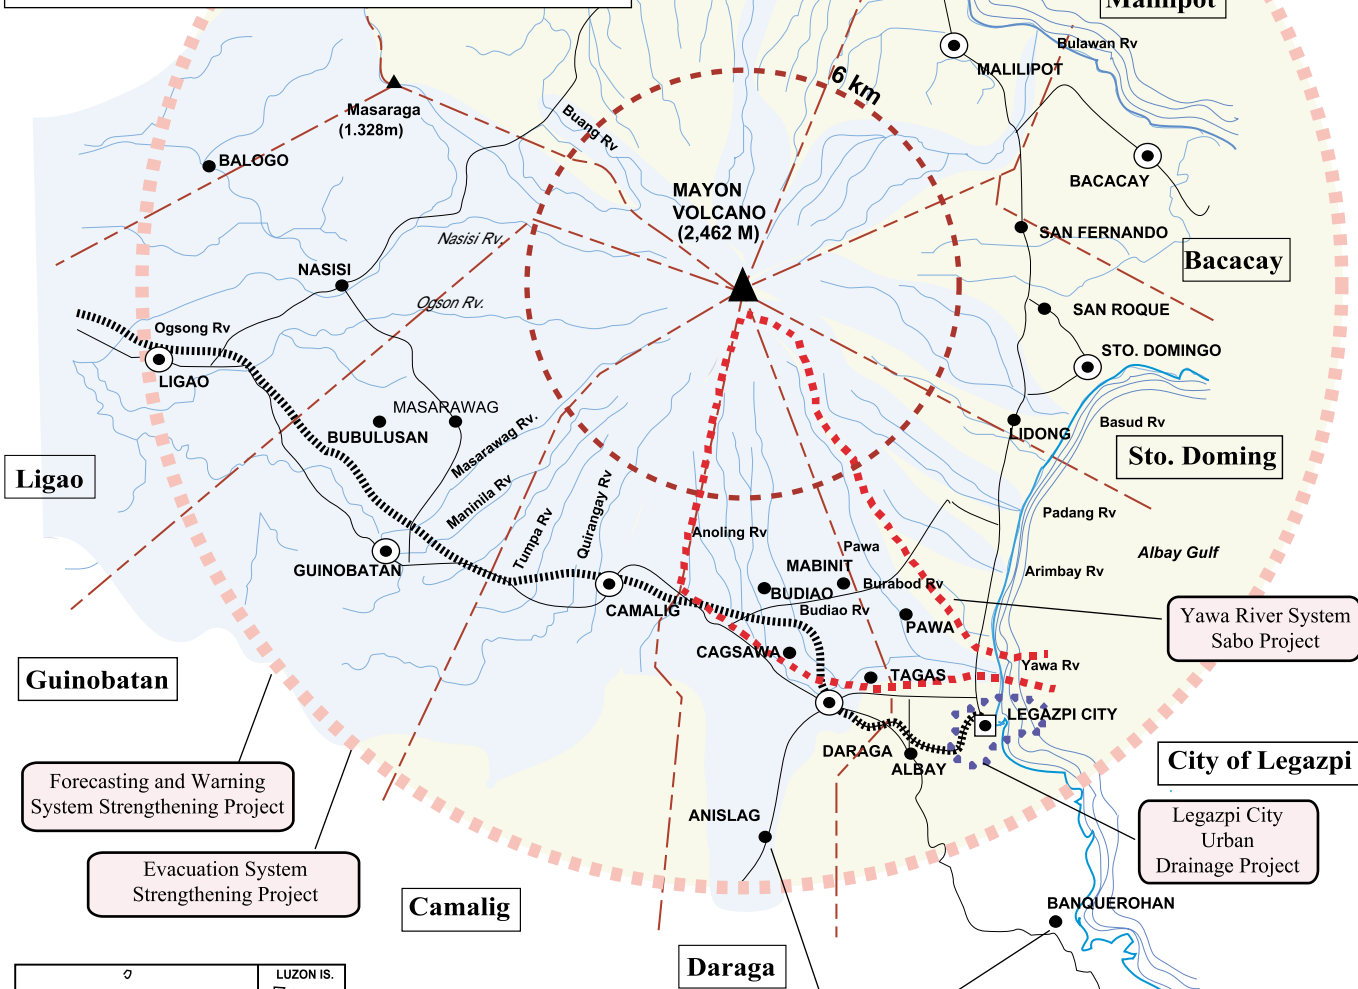 Malilipot
Bulawan Rv
MALILIPOT
6 km
Masaraga
(1.328m)
Buang Rv
BALOGO
BACACAY
MAYON
VOLCANO
(2,462 M)
SAN FERNANDO
Nasisi Rv.
Bacacay
NASISI
Ogson Rv.
SAN ROQUE
Ogsong Rv
STO. DOMINGO
LIGAO
MASARAWAG
BUBULUSAN
Masarawag Rv.
LIDONG
Basud Rv
Sto. Doming
Ligao
Maninila Rv
Tumpa Rv
Quirangay Rv
Anoling Rv
Padang Rv
Pawa
Albay Gulf
GUINOBATAN
MABINIT
Arimbay Rv
BUDIAO
Burabod Rv
CAMALIG
Budiao Rv
PAWA
Yawa River System
Sabo Project
CAGSAWA
Yawa Rv
TAGAS
Guinobatan
LEGAZPI CITY
DARAGA
ALBAY
City of Legazpi
Forecasting and Warning
System Strengthening Project
ANISLAG
Legazpi City
Urban
Drainage Project
Evacuation System
Strengthening Project
Camalig
BANQUEROHAN
Daraga
LUZON IS.